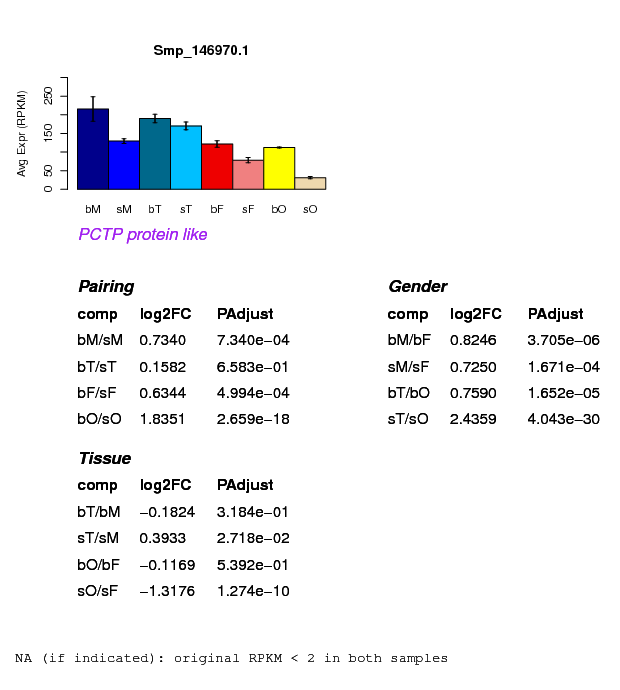 Smp_146970.1
Avg Expr (RPKM)
0 50 150 250
bM sM bT sT bF sF bO sO
PCTP protein like
Pairing
comp log2FC PAdjust
bM/sM 0.7340 7.340e−04
bT/sT 0.1582 6.583e−01
bF/sF 0.6344 4.994e−04
bO/sO 1.8351 2.659e−18
Gender
comp log2FC PAdjust
bM/bF 0.8246 3.705e−06
sM/sF 0.7250 1.671e−04
bT/bO 0.7590 1.652e−05
sT/sO 2.4359 4.043e−30
Tissue
comp log2FC PAdjust
bT/bM −0.1824 3.184e−01
sT/sM 0.3933 2.718e−02
bO/bF −0.1169 5.392e−01
sO/sF −1.3176 1.274e−10
NA (if indicated): original RPKM < 2 in both samples